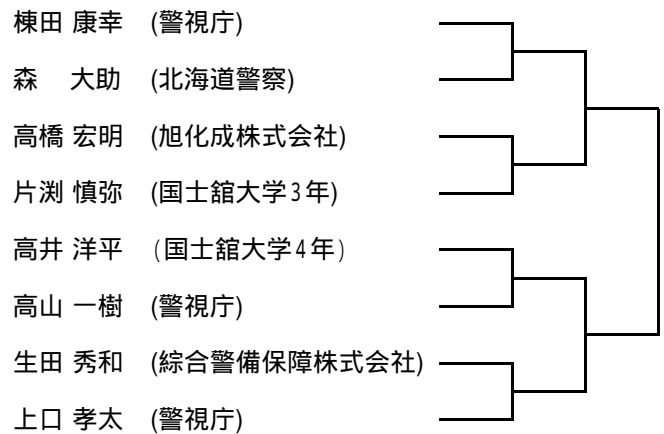 棟田 康幸 (警視庁)
森 大助 (北海道警察)
高橋 宏明 (旭化成株式会社)
片渕 慎弥 (国士舘大学3年)
高井 洋平 (国士舘大学4年)
高山 一樹 (警視庁)
生田 秀和 (綜合警備保障株式会社)
上口 孝太 (警視庁)